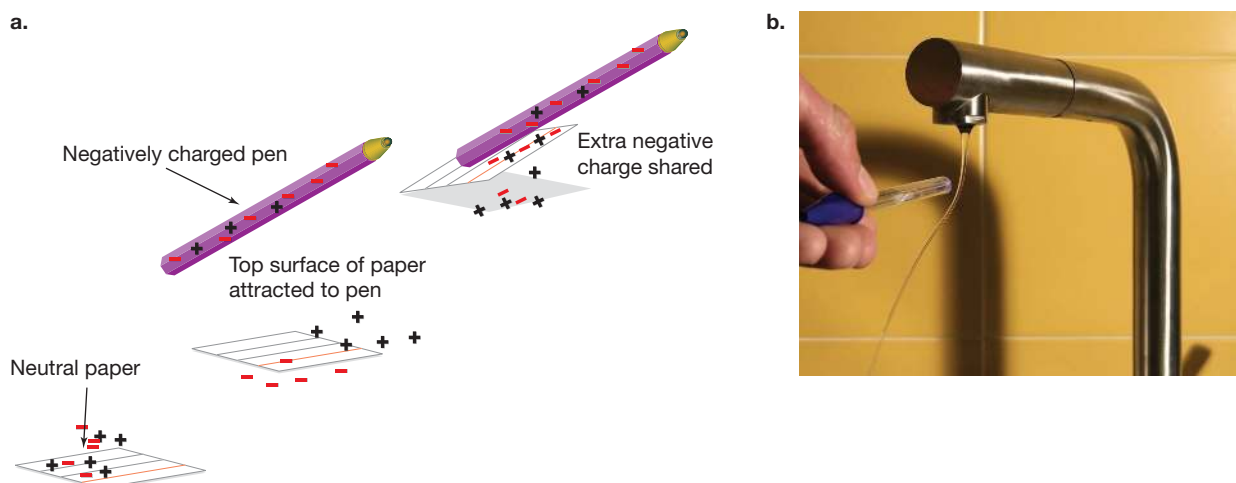 a.
b.
Negatively charged pen
Extra negative
charge shared
Top surface of paper
attracted to pen
Neutral paper